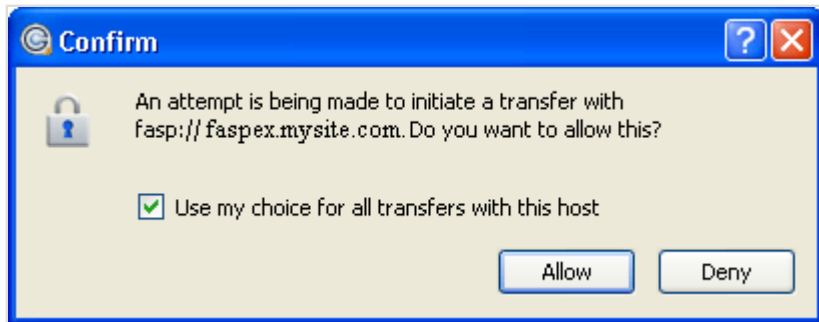 Confirm
An attempt is being made to initiate a transfer with
fasp:// faspex.mysite.com. Do you want to allow this?
Use my choice for all transfers with this host
Allow
Deny